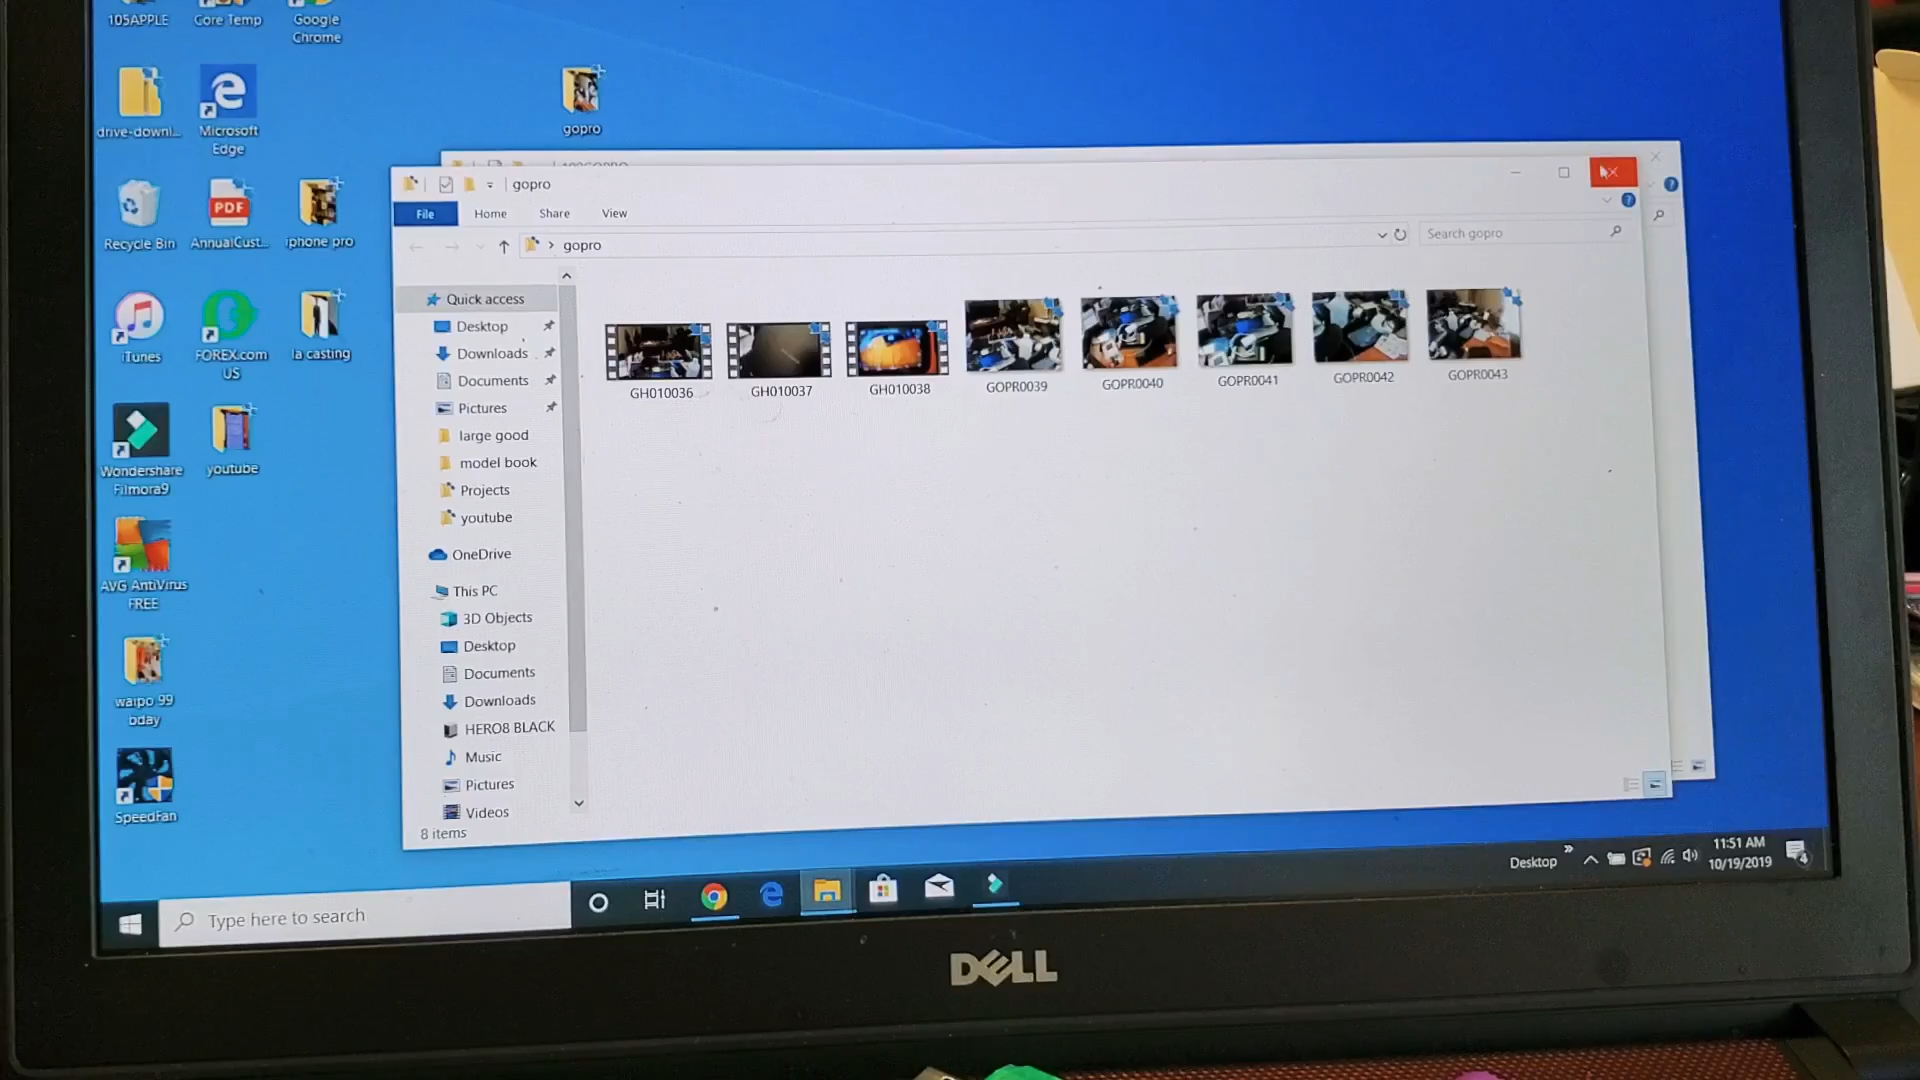 105APPLE
Core Temp
Google
Chrome
drive-downl...
Microsoft
Edge
gopro
Recycle Bin
PDF
AnnualCust...
iphone pro
iTunes
FOREX.com
US
la casting
Wondershare
Filmora9
youtube
AVG AntiVirus
FREE
waipo 99
bday
SpeedFan
gopro
File
Home
Share
View
gopro
Search gopro
Quick access
Desktop
Downloads
Documents
Pictures
large good
model book
Projects
youtube
OneDrive
This PC
3D Objects
Desktop
Documents
Downloads
HERO8 BLACK
Music
Pictures
Videos
8 items
GH010036
GH010037
GH010038
GOPR0039
GOPR0040
GOPR0041
GOPR0042
GOPR0043
Type here to search
Desktop
11:51 AM
10/19/2019
4
DELL